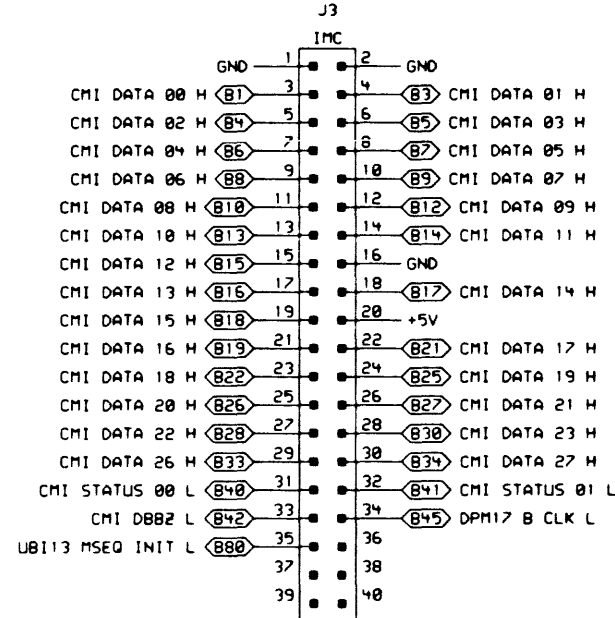 J3
IMC
GND 1 2 GND
CMI DATA 00 H B1 3 4 B3 CMI DATA 01 H
CMI DATA 02 H B4 5 6 B5 CMI DATA 03 H
CMI DATA 04 H B6 7 8 B7 CMI DATA 05 H
CMI DATA 06 H B8 9 10 B9 CMI DATA 07 H
CMI DATA 08 H B10 11 12 B12 CMI DATA 09 H
CMI DATA 10 H B13 13 14 B14 CMI DATA 11 H
CMI DATA 12 H B15 15 16 GND
CMI DATA 13 H B16 17 18 B17 CMI DATA 14 H
CMI DATA 15 H B18 19 20 +5V
CMI DATA 16 H B19 21 22 B21 CMI DATA 17 H
CMI DATA 18 H B22 23 24 B25 CMI DATA 19 H
CMI DATA 20 H B26 25 26 B27 CMI DATA 21 H
CMI DATA 22 H B28 27 28 B30 CMI DATA 23 H
CMI DATA 26 H B33 29 30 B34 CMI DATA 27 H
CMI STATUS 00 L B40 31 32 B41 CMI STATUS 01 L
CMI DBBZ L B42 33 34 B45 DPM17 B CLK L
UBI13 MSEQ INIT L B80 35 36
37 38
39 40